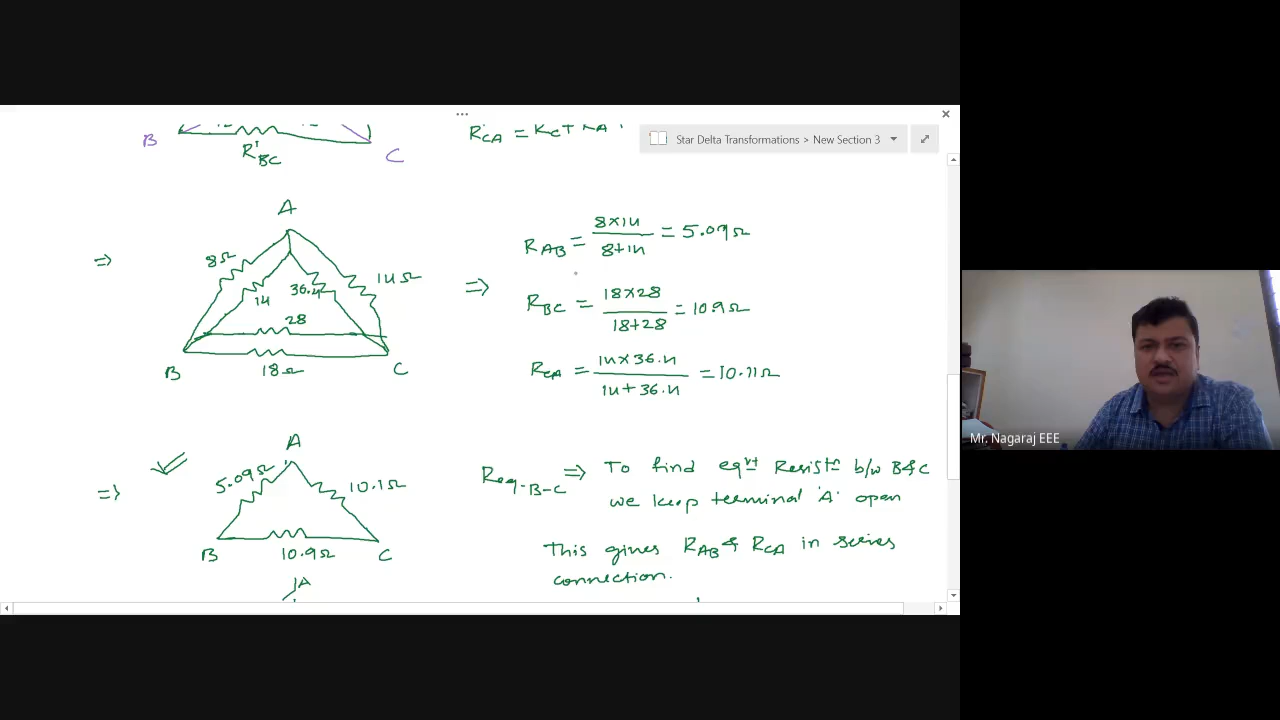 B
R'BC
C
RCA = RC + RA +
Star Delta Transformations > New Section 3
A
8Ω
14
36.4
14Ω
28
B
18Ω
C
⇒
⇒ RAB = 8×14 / 8+14 = 5.09Ω
RBC = 18×28 / 18+28 = 10.9Ω
RCA = 14×36.4 / 14+36.4 = 10.11Ω
Mr. Nagaraj EEE
⇒
A
5.09Ω
10.1Ω
B
10.9Ω
C
A
Req-B-C ⇒ To find eqvt Resistn b/w B & C
we keep terminal 'A' open
This gives RAB & RCA in series
connection.